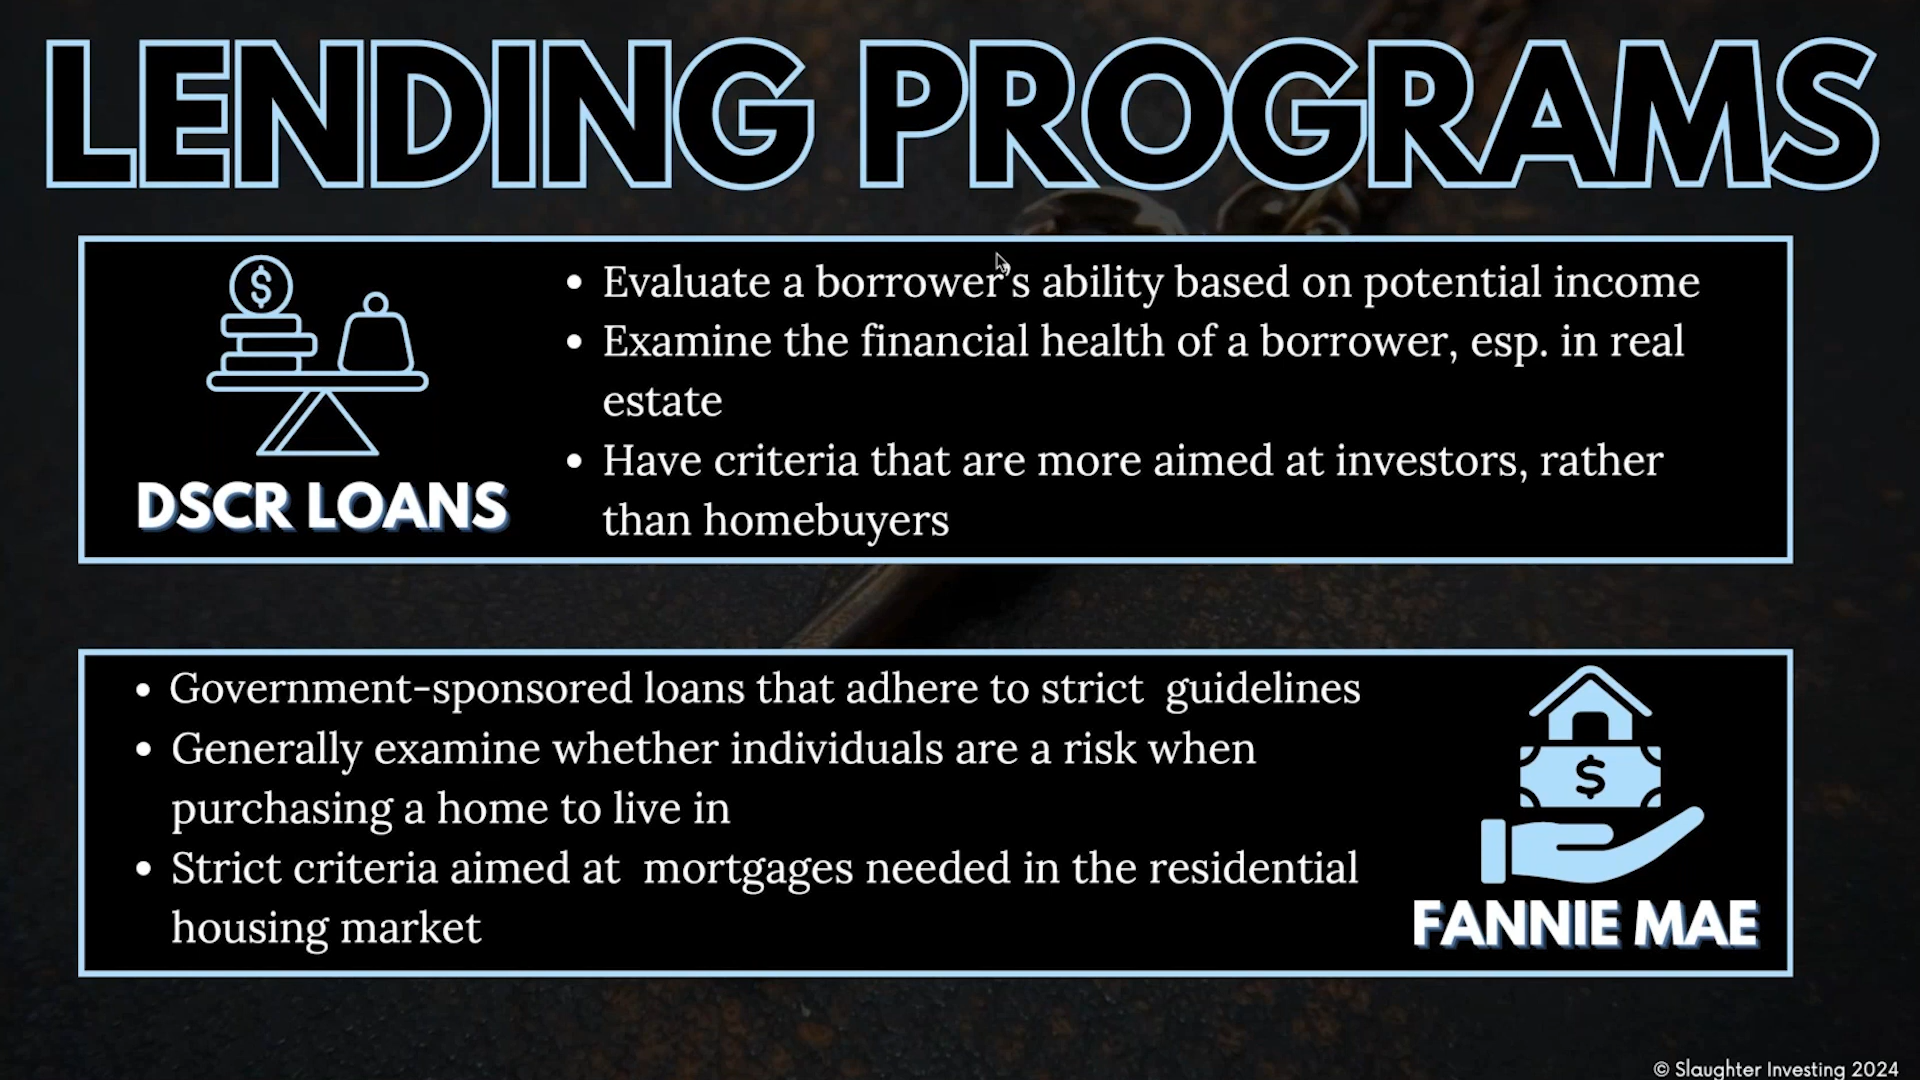 LENDING PROGRAMS
$
DSCR LOANS
• Evaluate a borrower's ability based on potential income
• Examine the financial health of a borrower, esp. in real
estate
• Have criteria that are more aimed at investors, rather
than homebuyers
• Government-sponsored loans that adhere to strict  guidelines
• Generally examine whether individuals are a risk when
purchasing a home to live in
• Strict criteria aimed at  mortgages needed in the residential
housing market
$
FANNIE MAE
© Slaughter Investing 2024